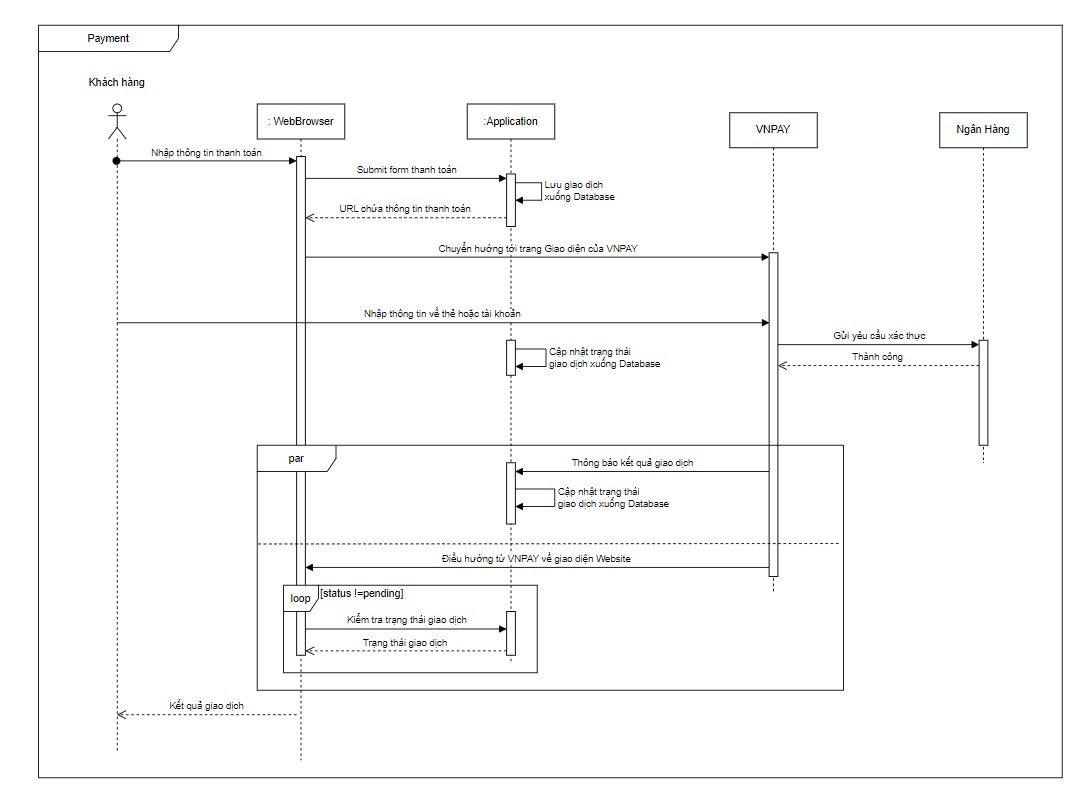 Payment
Khách hàng
: WebBrowser
:Application
VNPAY
Ngân Hàng
Nhập thông tin thanh toán
Submit form thanh toán
Lưu giao dịch
xuống Database
URL chứa thông tin thanh toán
Chuyển hướng tới trang Giao diện của VNPAY
Nhập thông tin về thẻ hoặc tài khoản
Gửi yêu cầu xác thực
Cập nhật trạng thái
giao dịch xuống Database
Thành công
par
Thông báo kết quả giao dịch
Cập nhật trạng thái
giao dịch xuống Database
Điều hướng từ VNPAY về giao diện Website
loop
[status !=pending]
Kiểm tra trạng thái giao dịch
Trạng thái giao dịch
Kết quả giao dịch